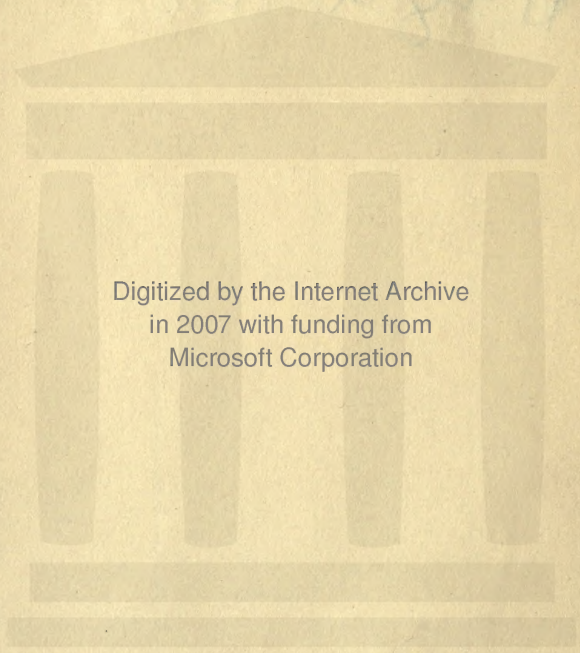 Digitized by the Internet Archive
in 2007 with funding from
Microsoft Corporation